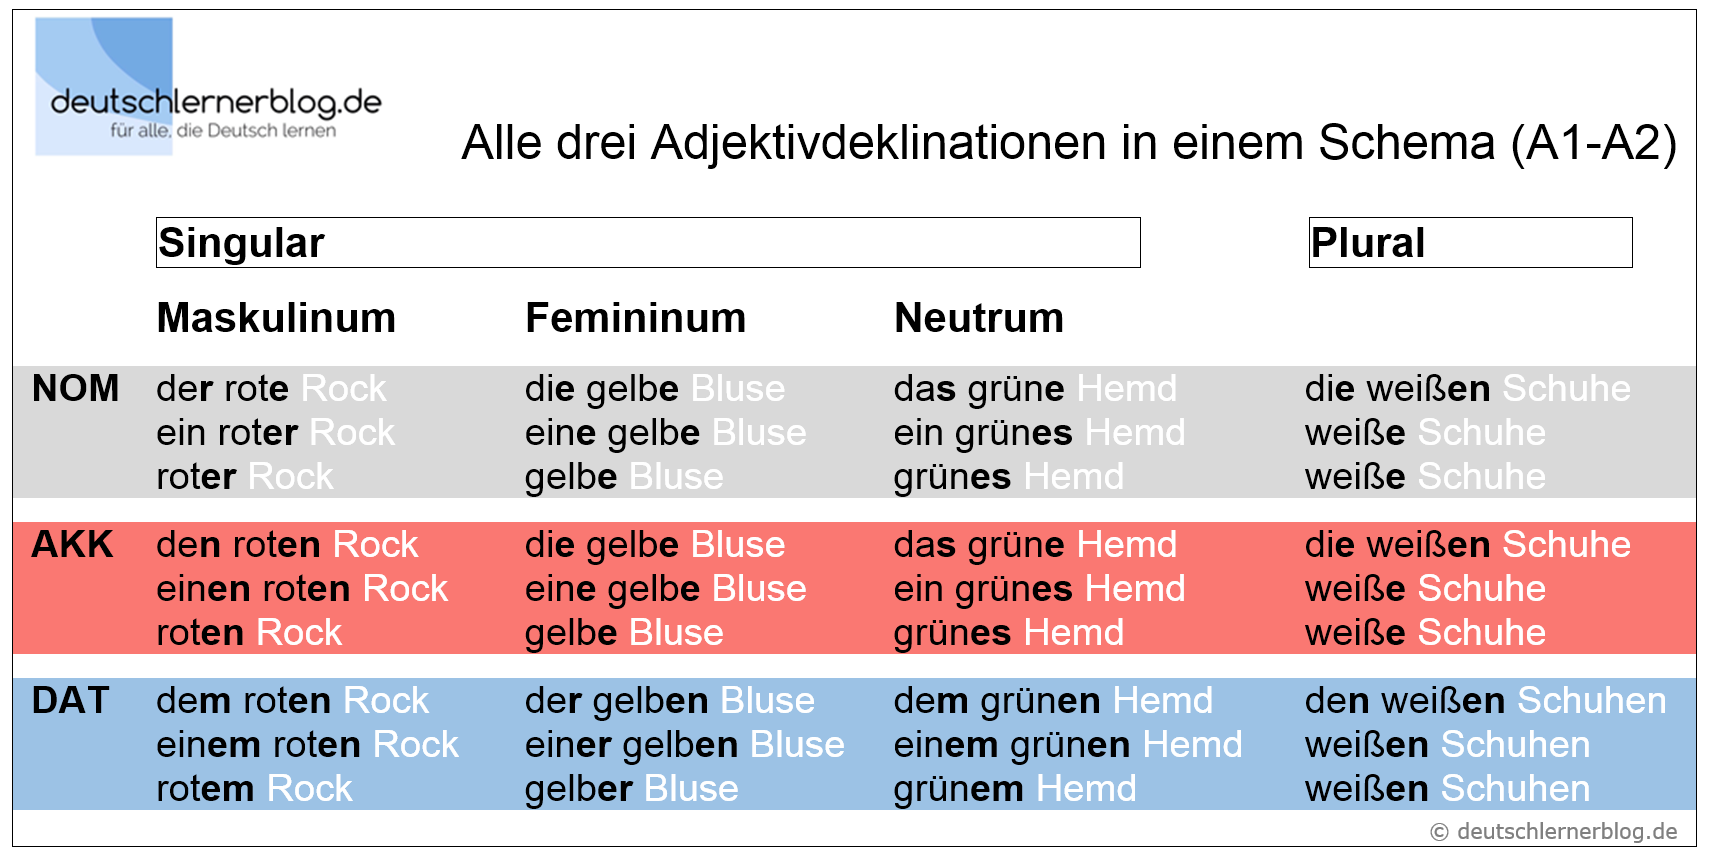 deutschlernerblog.de
für alle, die Deutsch lernen
Alle drei Adjektivdeklinationen in einem Schema (A1-A2)
Singular Plural
Maskulinum Femininum Neutrum
NOM der rote Rock die gelbe Bluse das grüne Hemd die weißen Schuhe
ein roter Rock eine gelbe Bluse ein grünes Hemd weiße Schuhe
roter Rock gelbe Bluse grünes Hemd weiße Schuhe
AKK den roten Rock die gelbe Bluse das grüne Hemd die weißen Schuhe
einen roten Rock eine gelbe Bluse ein grünes Hemd weiße Schuhe
roten Rock gelbe Bluse grünes Hemd weiße Schuhe
DAT dem roten Rock der gelben Bluse dem grünen Hemd den weißen Schuhen
einem roten Rock einer gelben Bluse einem grünen Hemd weißen Schuhen
rotem Rock gelber Bluse grünem Hemd weißen Schuhen
© deutschlernerblog.de